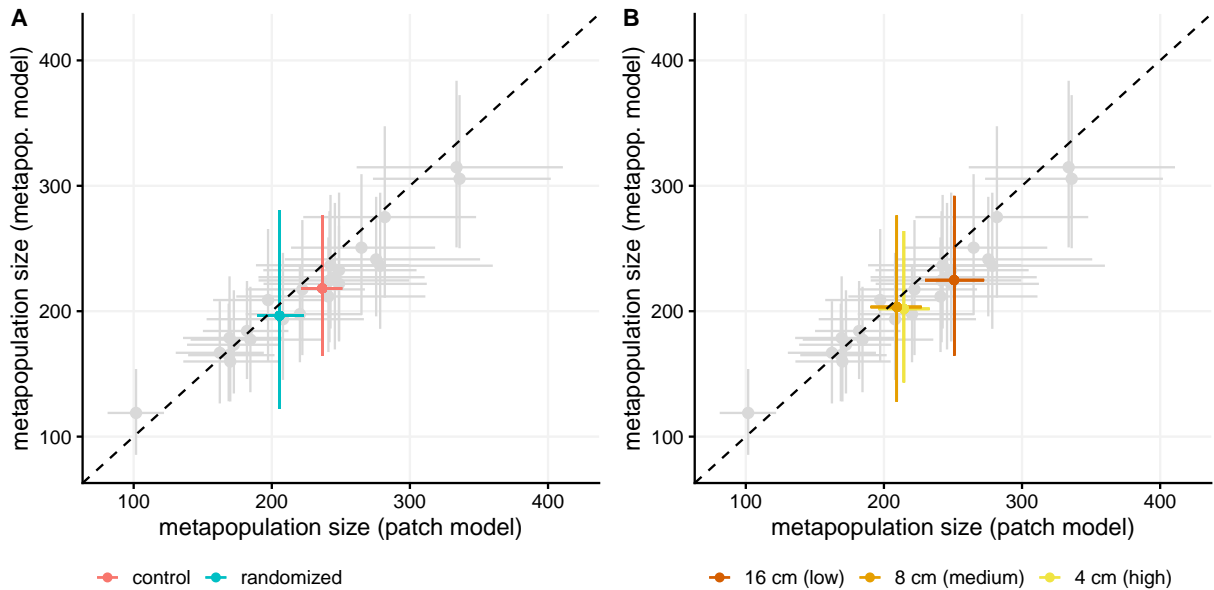 A
metapopulation size (metapop. model)
400
300
200
100
100 200 300 400
metapopulation size (patch model)
control randomized
B
metapopulation size (metapop. model)
400
300
200
100
100 200 300 400
metapopulation size (patch model)
16 cm (low) 8 cm (medium) 4 cm (high)